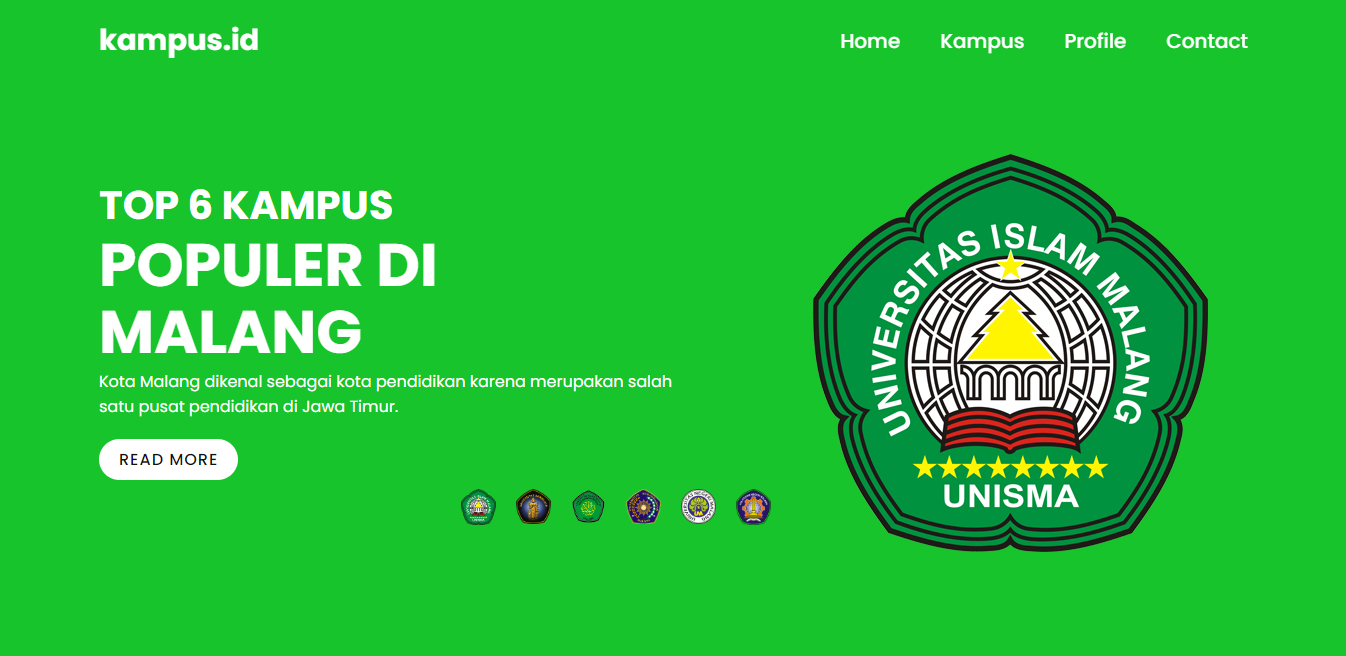 kampus.id
Home Kampus Profile Contact
TOP 6 KAMPUS
POPULER DI
MALANG
Kota Malang dikenal sebagai kota pendidikan karena merupakan salah
satu pusat pendidikan di Jawa Timur.
READ MORE
UNIVERSITAS ISLAM MALANG
UNISMA